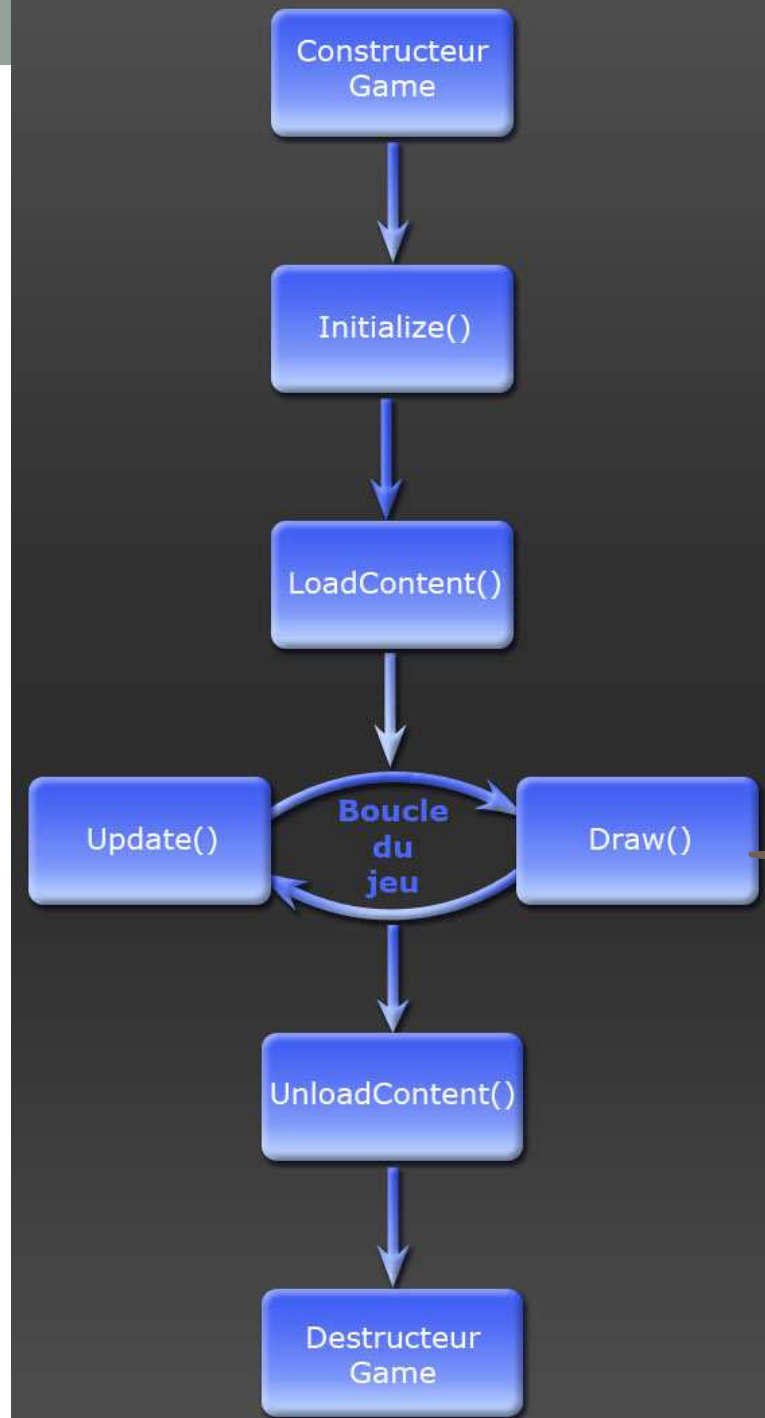 Constructeur
Game
Initialize()
LoadContent()
Update()
Boucle
du
jeu
Draw()
UnloadContent()
Destructeur
Game